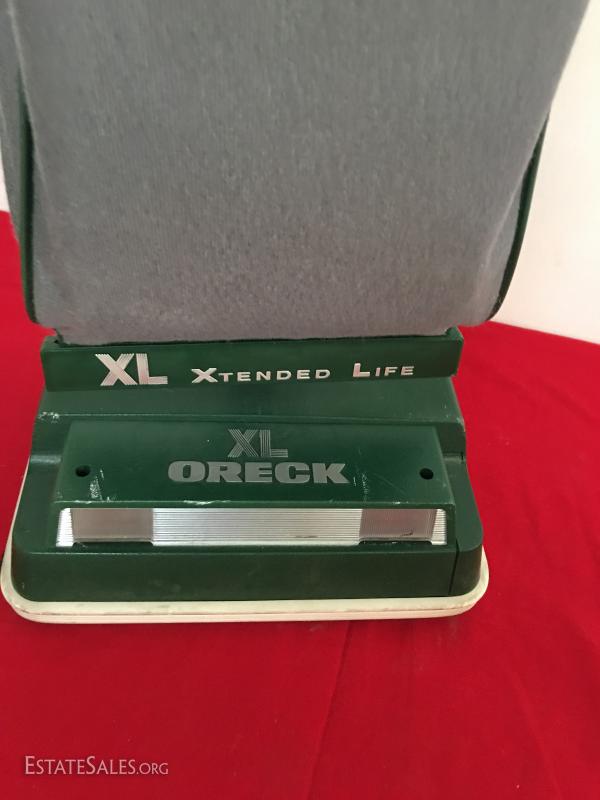 XL XTENDED LIFE
XL
ORECK
ESTATESALES.ORG